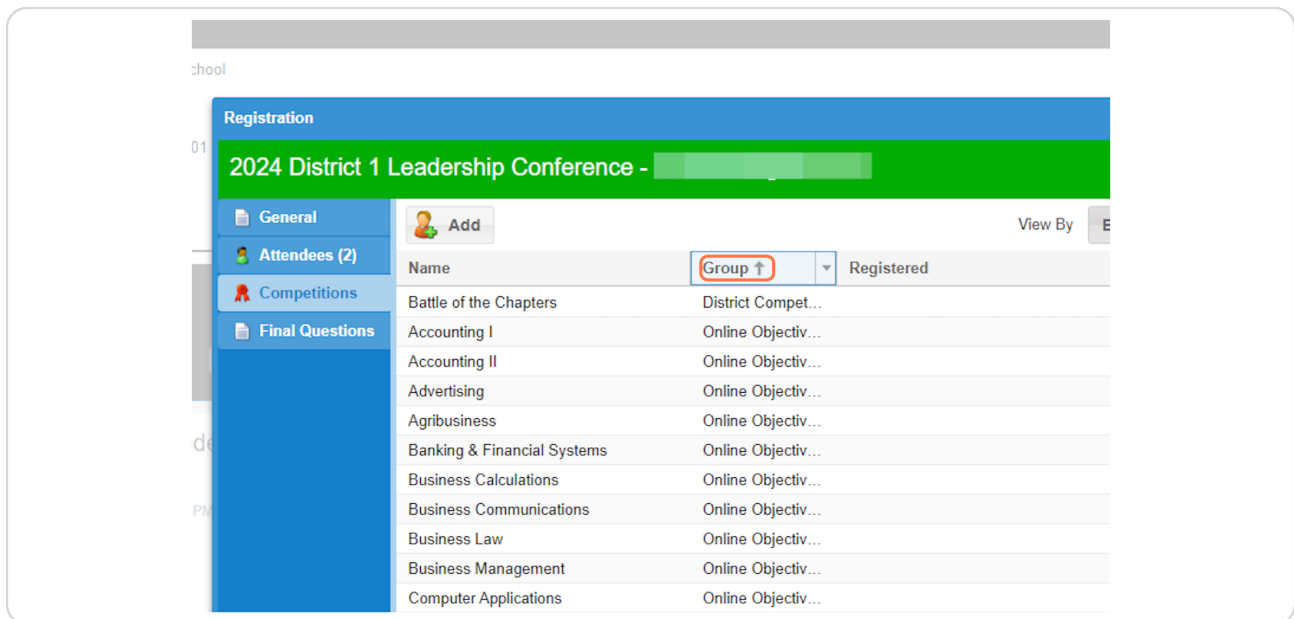 chool
Registration
01
2024 District 1 Leadership Conference -
General
Add
View By
Attendees (2)
Name
Group
Registered
Competitions
Battle of the Chapters
District Compet...
Final Questions
Accounting I
Online Objectiv...
Accounting II
Online Objectiv...
Advertising
Online Objectiv...
Agribusiness
Online Objectiv...
de
Banking & Financial Systems
Online Objectiv...
Business Calculations
Online Objectiv...
PM
Business Communications
Online Objectiv...
Business Law
Online Objectiv...
Business Management
Online Objectiv...
Computer Applications
Online Objectiv...